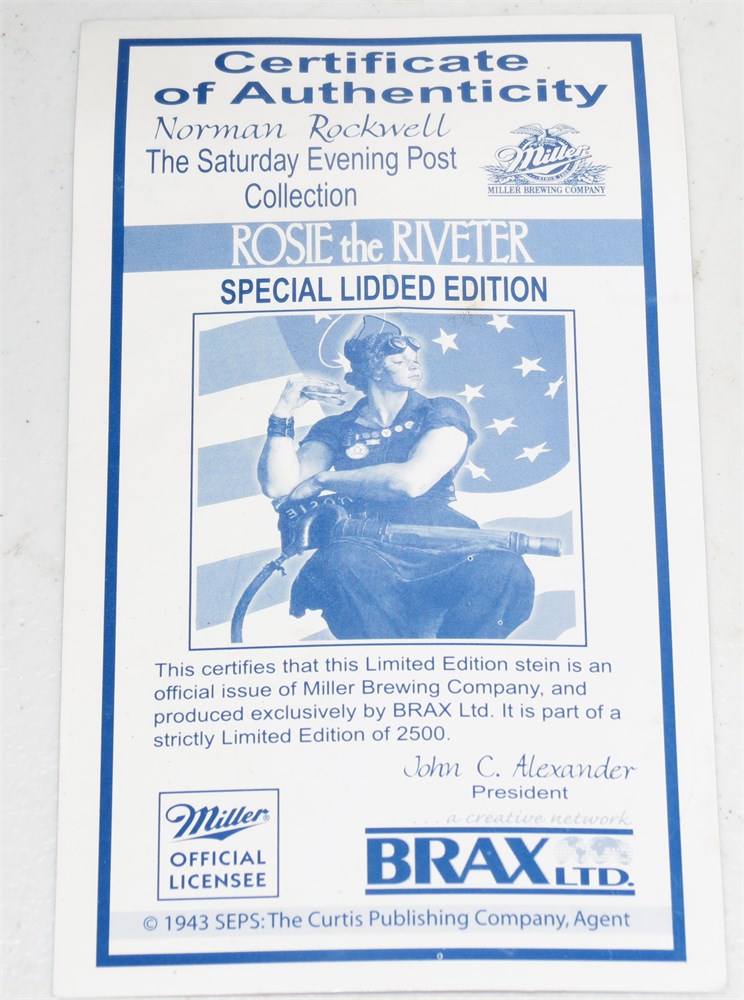 Certificate
of Authenticity
Norman Rockwell
The Saturday Evening Post
Collection
Miller
SINCE 1855
MILLER BREWING COMPANY
ROSIE the RIVETER
SPECIAL LIDDED EDITION
ROSIE
This certifies that this Limited Edition stein is an
official issue of Miller Brewing Company, and
produced exclusively by BRAX Ltd. It is part of a
strictly Limited Edition of 2500.
John C. Alexander
President
Miller®
OFFICIAL
LICENSEE
...a creative network
BRAX LTD.
© 1943 SEPS: The Curtis Publishing Company, Agent